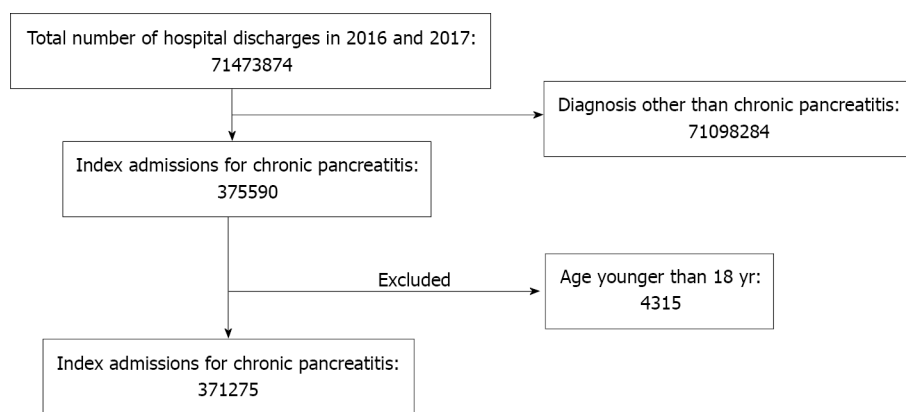 Total number of hospital discharges in 2016 and 2017:
71473874
Diagnosis other than chronic pancreatitis:
71098284
Index admissions for chronic pancreatitis:
375590
Excluded
Age younger than 18 yr:
4315
Index admissions for chronic pancreatitis:
371275